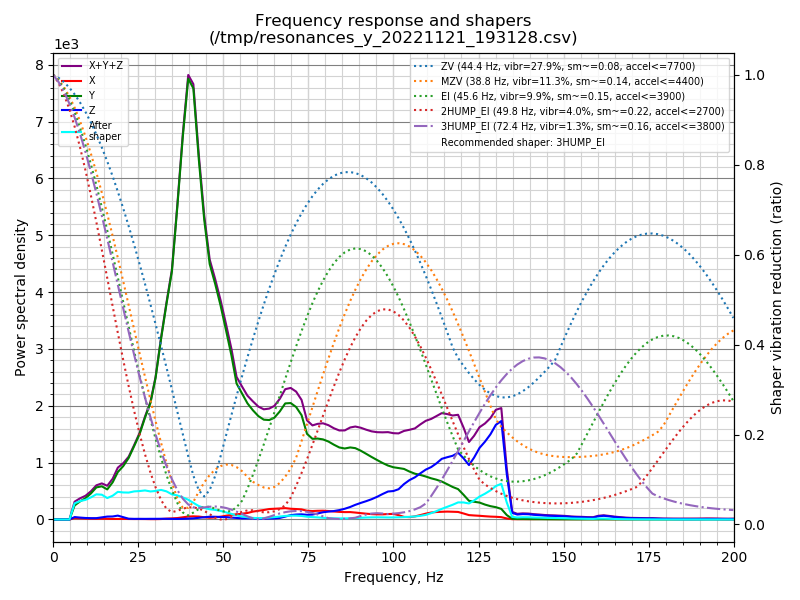 Frequency response and shapers
(/tmp/resonances_y_20221121_193128.csv)
1e3
8
7
6
5
4
3
2
1
0
Power spectral density
X+Y+Z
X
Y
Z
After
shaper
ZV (44.4 Hz, vibr=27.9%, sm~=0.08, accel<=7700)
MZV (38.8 Hz, vibr=11.3%, sm~=0.14, accel<=4400)
EI (45.6 Hz, vibr=9.9%, sm~=0.15, accel<=3900)
2HUMP_EI (49.8 Hz, vibr=4.0%, sm~=0.22, accel<=2700)
3HUMP_EI (72.4 Hz, vibr=1.3%, sm~=0.16, accel<=3800)
Recommended shaper: 3HUMP_EI
1.0
0.8
0.6
0.4
0.2
0.0
Shaper vibration reduction (ratio)
0 25 50 75 100 125 150 175 200
Frequency, Hz